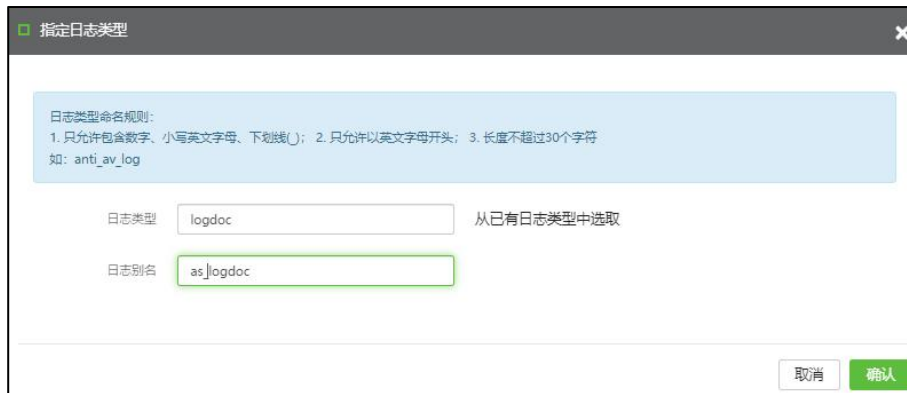 指定日志类型
日志类型命名规则：
1. 只允许包含数字、小写英文字母、下划线(_)； 2. 只允许以英文字母开头； 3. 长度不超过30个字符
如：anti_av_log
日志类型 logdoc 从已有日志类型中选取
日志别名 as_logdoc
取消 确认